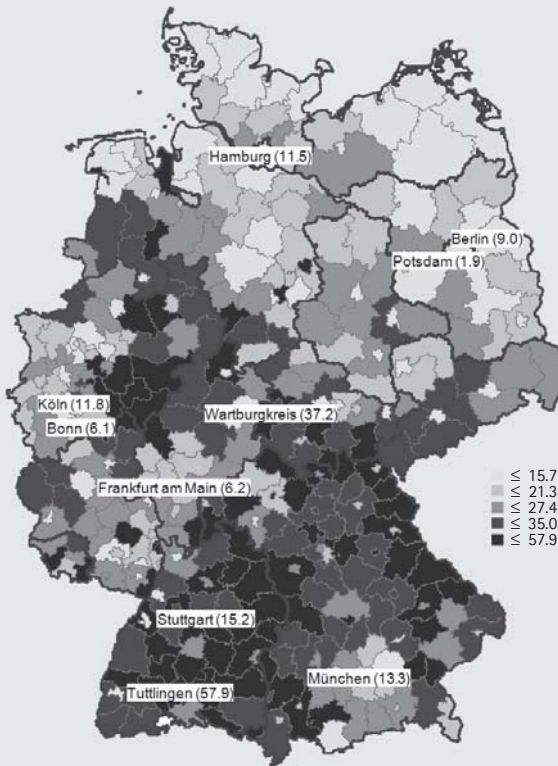 Hamburg (11.5)
Berlin (9.0)
Potsdam (1.9)
Köln (11.8)
Wartburgkreis (37.2)
Bonn (6.1)
Frankfurt am Main (6.2)
≤ 15.7
≤ 21.3
≤ 27.4
≤ 35.0
≤ 57.9
Stuttgart (15.2)
München (13.3)
Tuttlingen (57.9)